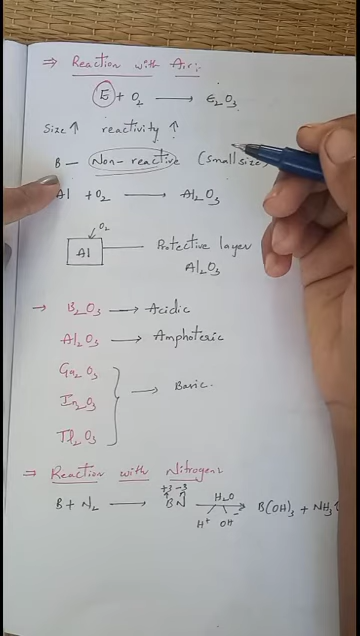 ⇒ Reaction with Air:
E + O2 → E2O3
Size ↑ reactivity ↑
B — Non-reactive (small size)
Al + O2 → Al2O3
O2
Al — Protective layer
Al2O3
→ B2O3 → Acidic
Al2O3 → Amphoteric
Ga2O3
In2O3 → Basic.
Tl2O3
⇒ Reaction with Nitrogen
+3 -3
B + N2 → BN H2O → B(OH)3 + NH3↑
H+ OH-